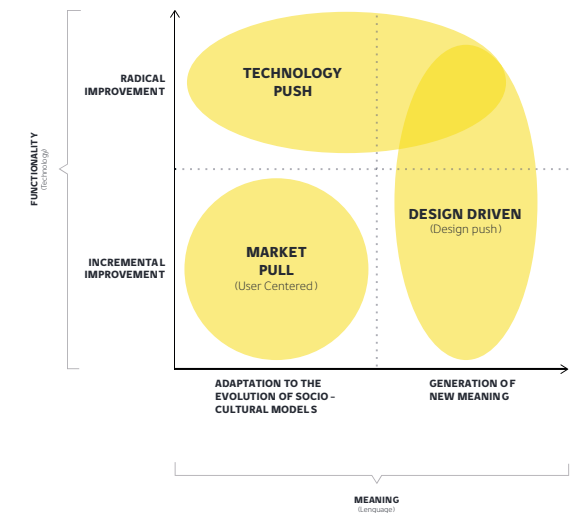 TECHNOLOGY
PUSH
RADICAL
IMPROVEMENT
FUNCTIONALITY
(Technology)
DESIGN DRIVEN
(Design push)
MARKET
PULL
(User Centered)
INCREMENTAL
IMPROVEMENT
ADAPTATION TO THE
EVOLUTION OF SOCIO -
CULTURAL MODELS
GENERATION OF
NEW MEANING
MEANING
(Lenguage)